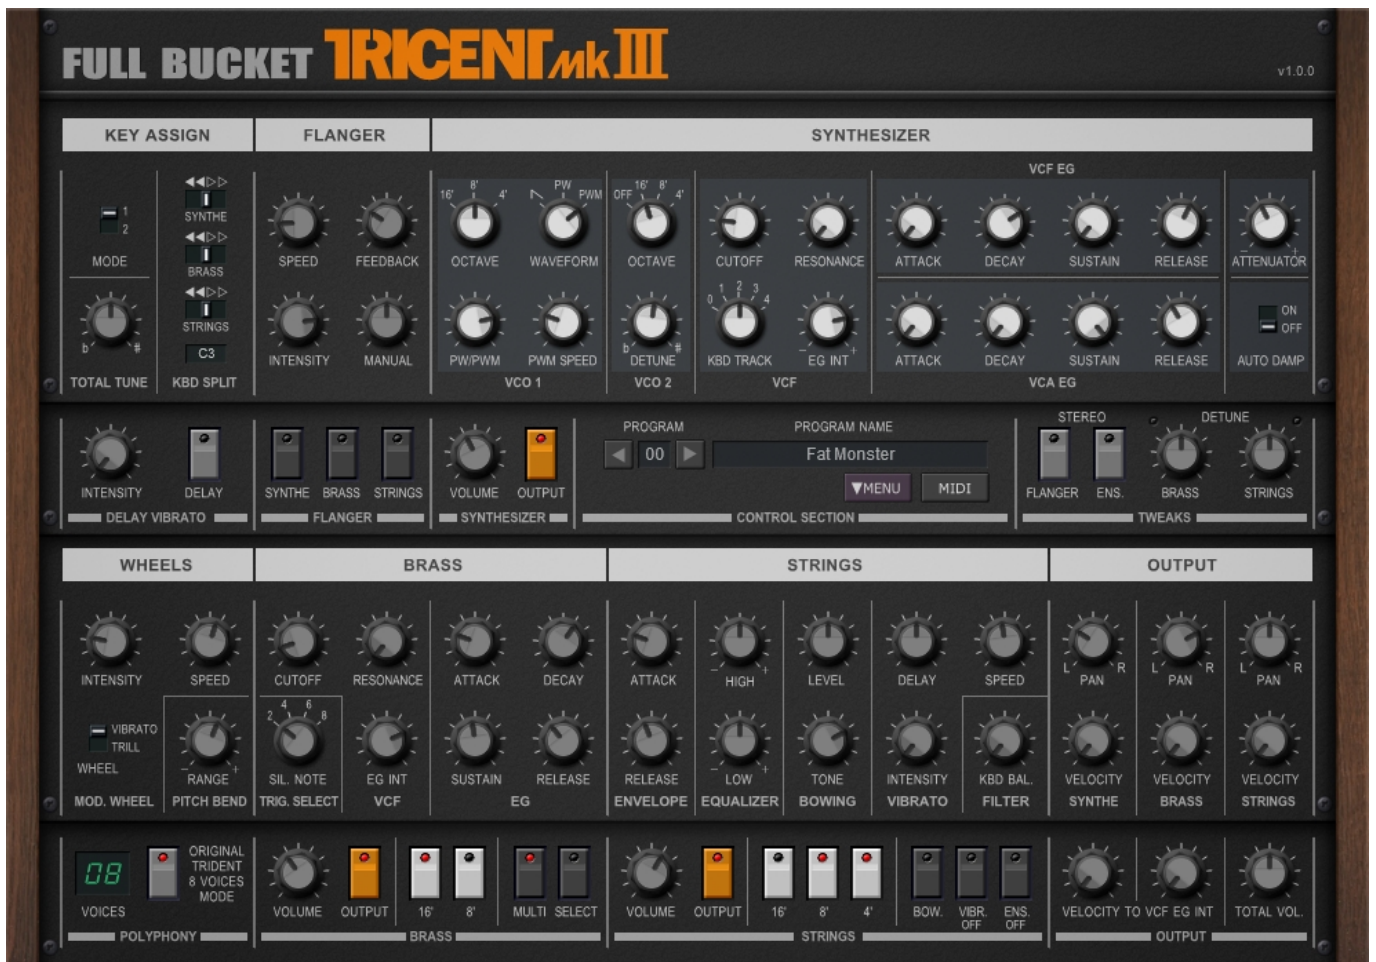 FULL BUCKET TRICENT mk III
v1.0.0
KEY ASSIGN FLANGER SYNTHESIZER
VCF EG
16' 8' 4' PW PWM OFF 16' 8' 4'
1
2
SYNTHE
MODE
SPEED FEEDBACK OCTAVE WAVEFORM OCTAVE CUTOFF RESONANCE ATTACK DECAY SUSTAIN RELEASE - + ATTENUATOR
BRASS
0 1 2 3 4
STRINGS
ON
OFF
b # C3
INTENSITY MANUAL PW/PWM PWM SPEED b # DETUNE KBD TRACK - + EG INT ATTACK DECAY SUSTAIN RELEASE AUTO DAMP
TOTAL TUNE KBD SPLIT VCO 1 VCO 2 VCF VCA EG
STEREO DETUNE
PROGRAM PROGRAM NAME
00 Fat Monster
▼MENU MIDI
INTENSITY DELAY SYNTHE BRASS STRINGS VOLUME OUTPUT FLANGER ENS. BRASS STRINGS
DELAY VIBRATO FLANGER SYNTHESIZER CONTROL SECTION TWEAKS
WHEELS BRASS STRINGS OUTPUT
L R L R L R
INTENSITY SPEED CUTOFF RESONANCE ATTACK DECAY ATTACK - HIGH + LEVEL DELAY SPEED PAN PAN PAN
2 4 6 8
VIBRATO
TRILL
WHEEL
- RANGE + SIL. NOTE EG INT SUSTAIN RELEASE RELEASE - LOW + TONE INTENSITY KBD BAL. VELOCITY VELOCITY VELOCITY
MOD. WHEEL PITCH BEND TRIG. SELECT VCF EG ENVELOPE EQUALIZER BOWING VIBRATO FILTER SYNTHE BRASS STRINGS
08
ORIGINAL
TRIDENT
8 VOICES
MODE
VOICES VOLUME OUTPUT 16' 8' MULTI SELECT VOLUME OUTPUT 16' 8' 4' BOW. VIBR. OFF ENS. OFF VELOCITY TO VCF EG INT TOTAL VOL.
POLYPHONY BRASS STRINGS OUTPUT